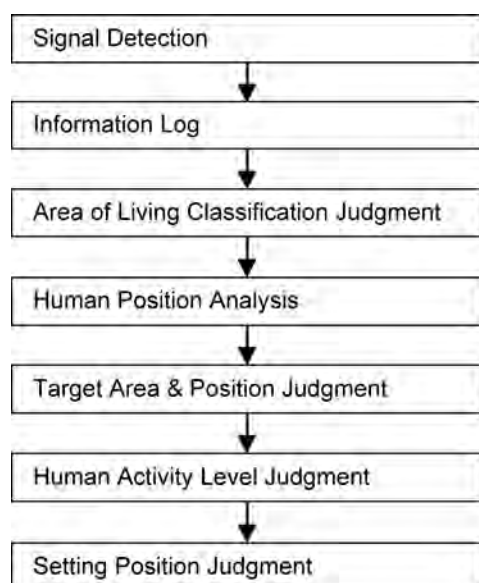 Signal Detection
Information Log
Area of Living Classification Judgment
Human Position Analysis
Target Area & Position Judgment
Human Activity Level Judgment
Setting Position Judgment